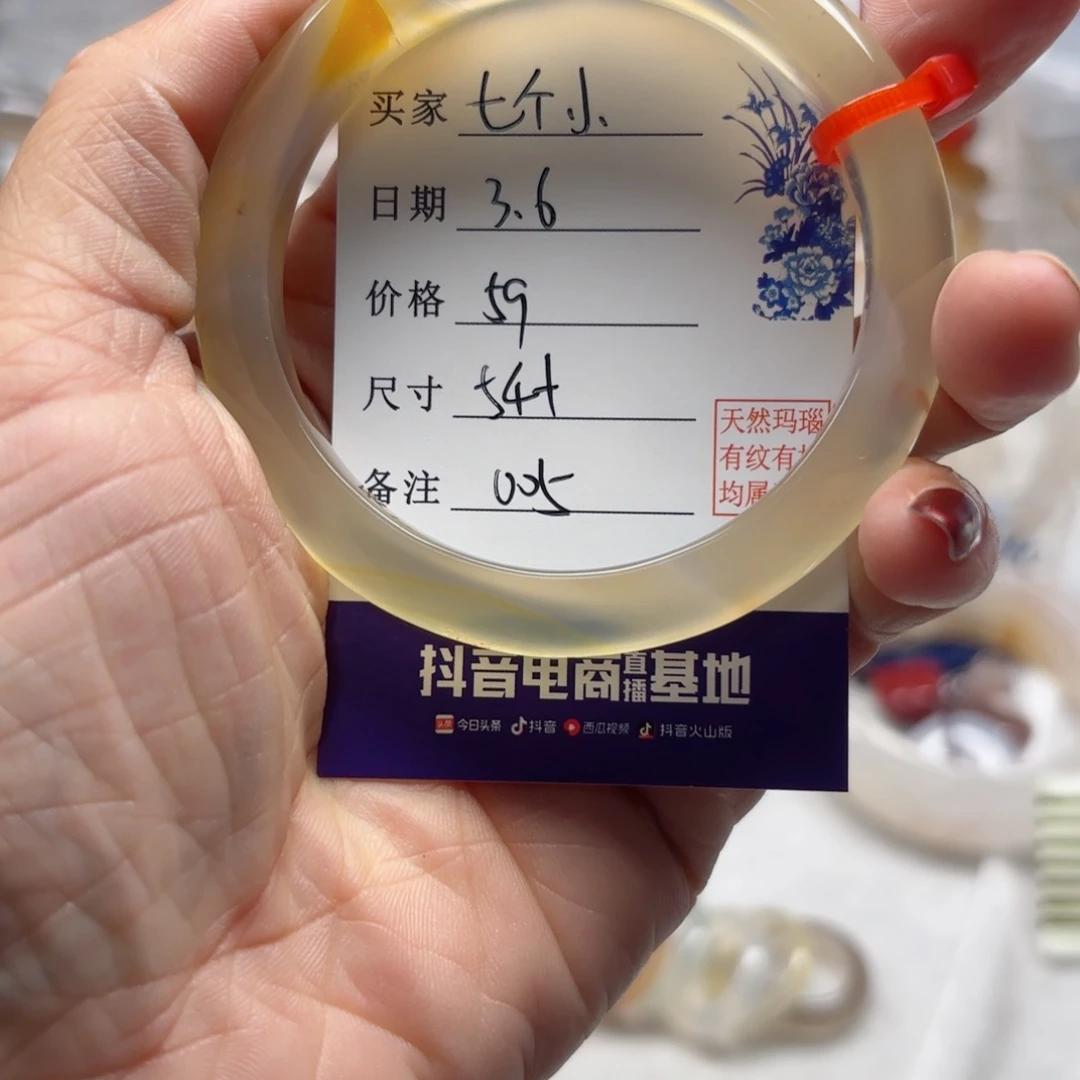 买家 七个小
日期 3.6
价格 59
尺寸 54+
备注 005
天然玛瑙
有纹有
均属
抖音电商直播基地
今日头条 抖音 西瓜视频 抖音火山版